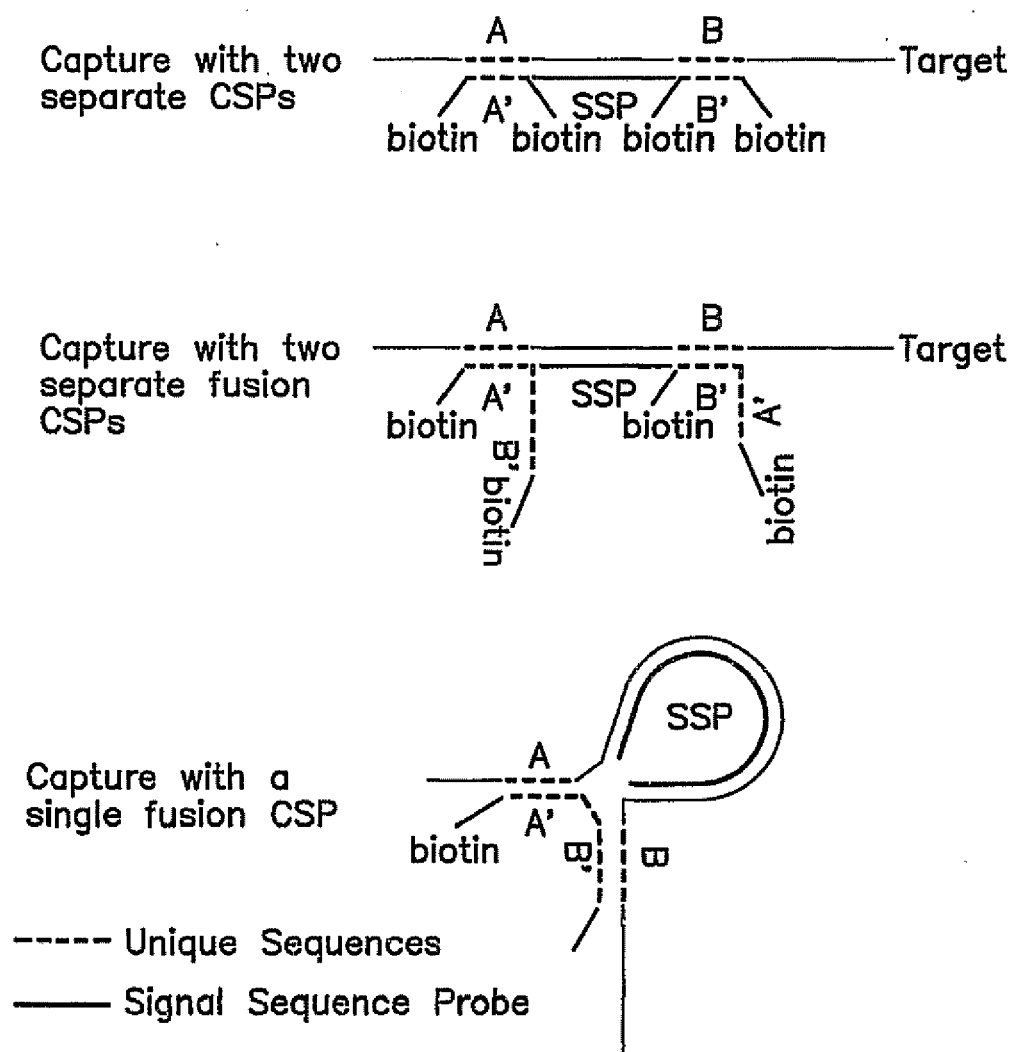 A B
Capture with two Target
separate CSPs
A' SSP B'
biotin biotin biotin biotin
A B
Capture with two Target
separate fusion
CSPs
A' SSP B' A'
biotin biotin
B' biotin biotin
SSP
Capture with a
single fusion CSP
A
A'
biotin
B' B
Unique Sequences
Signal Sequence Probe